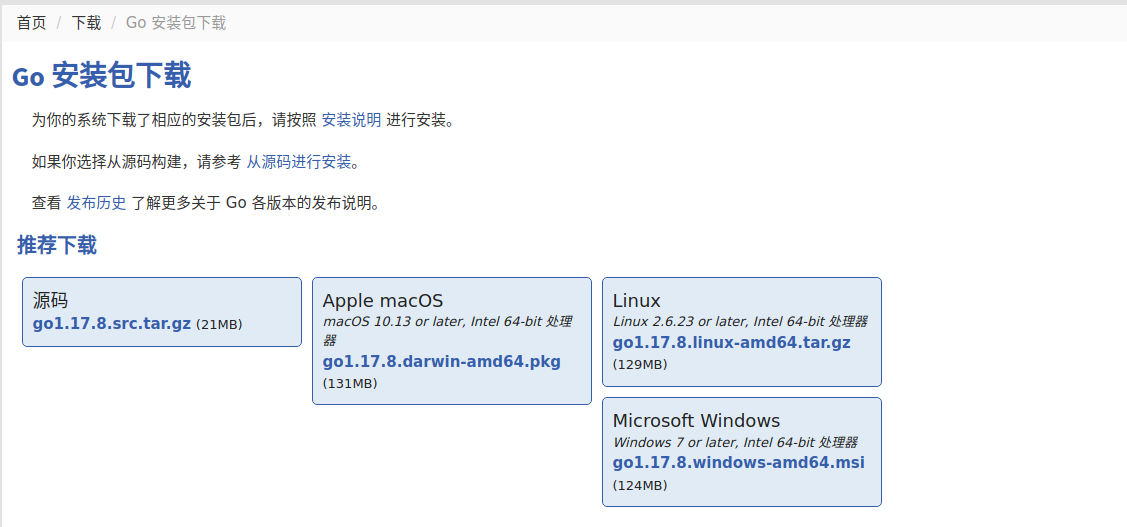 首页 / 下载 / Go 安装包下载
Go 安装包下载
为你的系统下载了相应的安装包后，请按照 安装说明 进行安装。
如果你选择从源码构建，请参考 从源码进行安装。
查看 发布历史 了解更多关于 Go 各版本的发布说明。
推荐下载
源码
go1.17.8.src.tar.gz (21MB)
Apple macOS
macOS 10.13 or later, Intel 64-bit 处理
器
go1.17.8.darwin-amd64.pkg
(131MB)
Linux
Linux 2.6.23 or later, Intel 64-bit 处理器
go1.17.8.linux-amd64.tar.gz
(129MB)
Microsoft Windows
Windows 7 or later, Intel 64-bit 处理器
go1.17.8.windows-amd64.msi
(124MB)